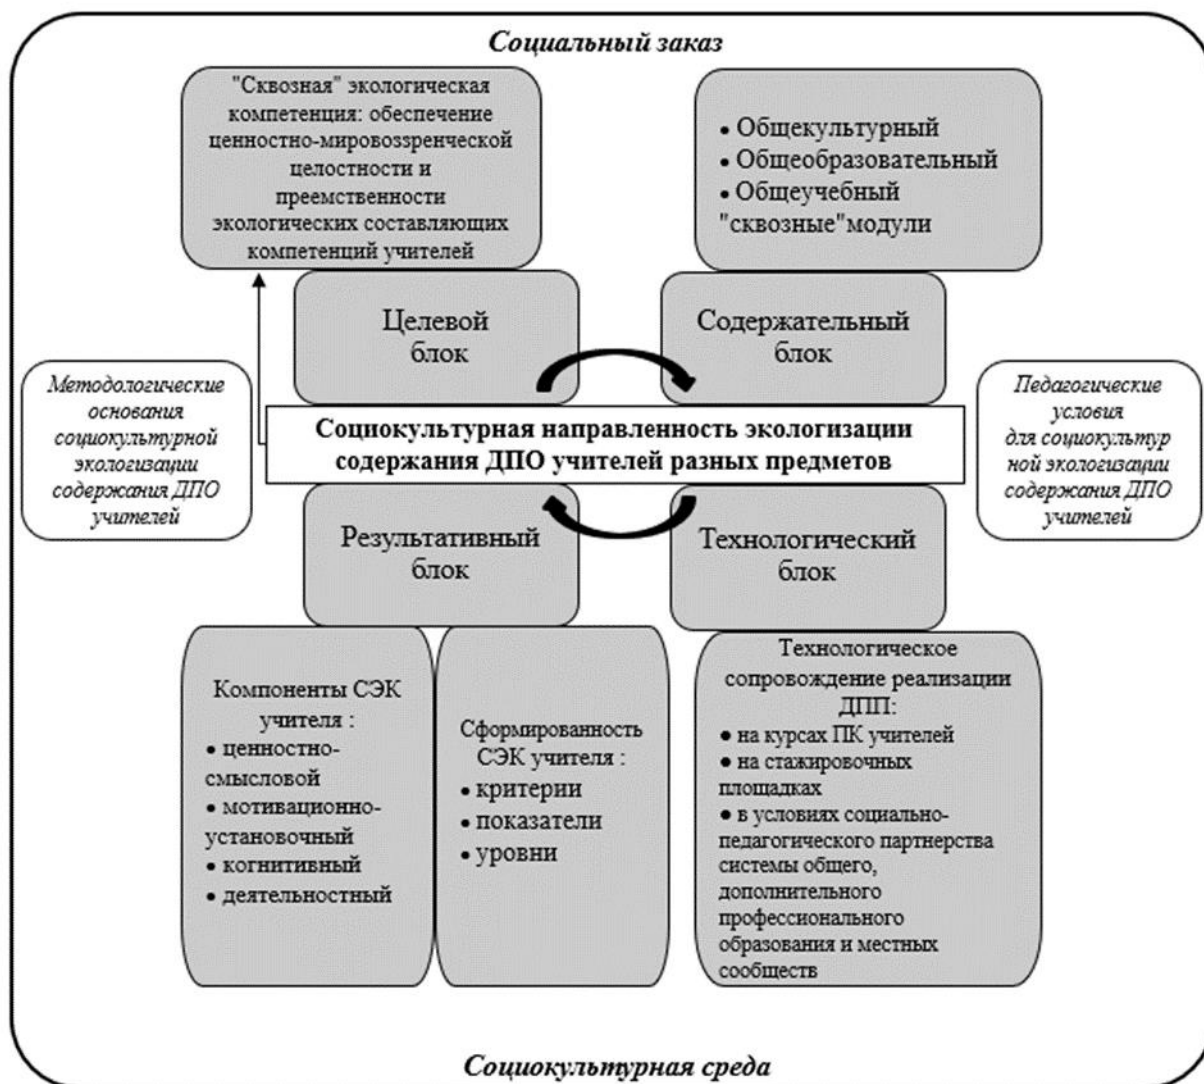 Социальный заказ
"Сквозная" экологическая
компетенция: обеспечение
ценностно-мировоззренческой
целостности и
преемственности
экологических составляющих
компетенций учителей
• Общекультурный
• Общеобразовательный
• Общеучебный
"сквозные"модули
Целевой
блок
Содержательный
блок
Методологические
основания
социокультурной
экологизации
содержания ДПО
учителей
Социокультурная направленность экологизации
содержания ДПО учителей разных предметов
Педагогические
условия
для социокультур
ной экологизации
содержания ДПО
учителей
Результативный
блок
Технологический
блок
Компоненты СЭК
учителя :
• ценностно-
смысловой
• мотивационно-
установочный
• когнитивный
• деятельностный
Сформированность
СЭК учителя :
• критерии
• показатели
• уровни
Технологическое
сопровождение реализации
ДПП:
• на курсах ПК учителей
• на стажировочных
площадках
• в условиях социально-
педагогического партнерства
системы общего,
дополнительного
профессионального
образования и местных
сообществ
Социокультурная среда